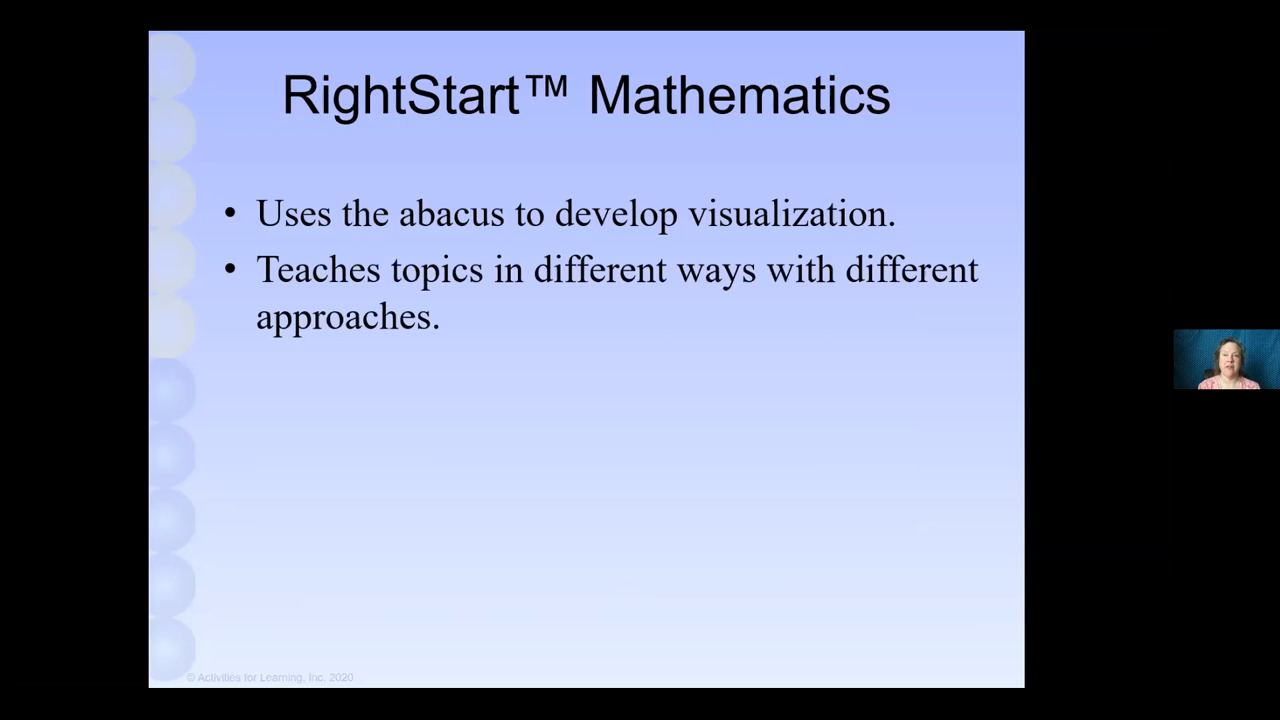 RightStart™ Mathematics
• Uses the abacus to develop visualization.
• Teaches topics in different ways with different
approaches.
© Activities for Learning, Inc. 2020